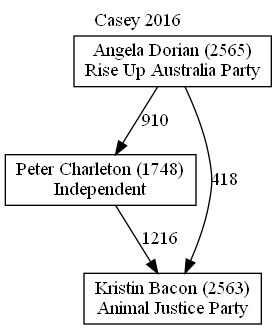 Casey 2016
Angela Dorian (2565)
Rise Up Australia Party
910
Peter Charleton (1748)
Independent
418
1216
Kristin Bacon (2563)
Animal Justice Party